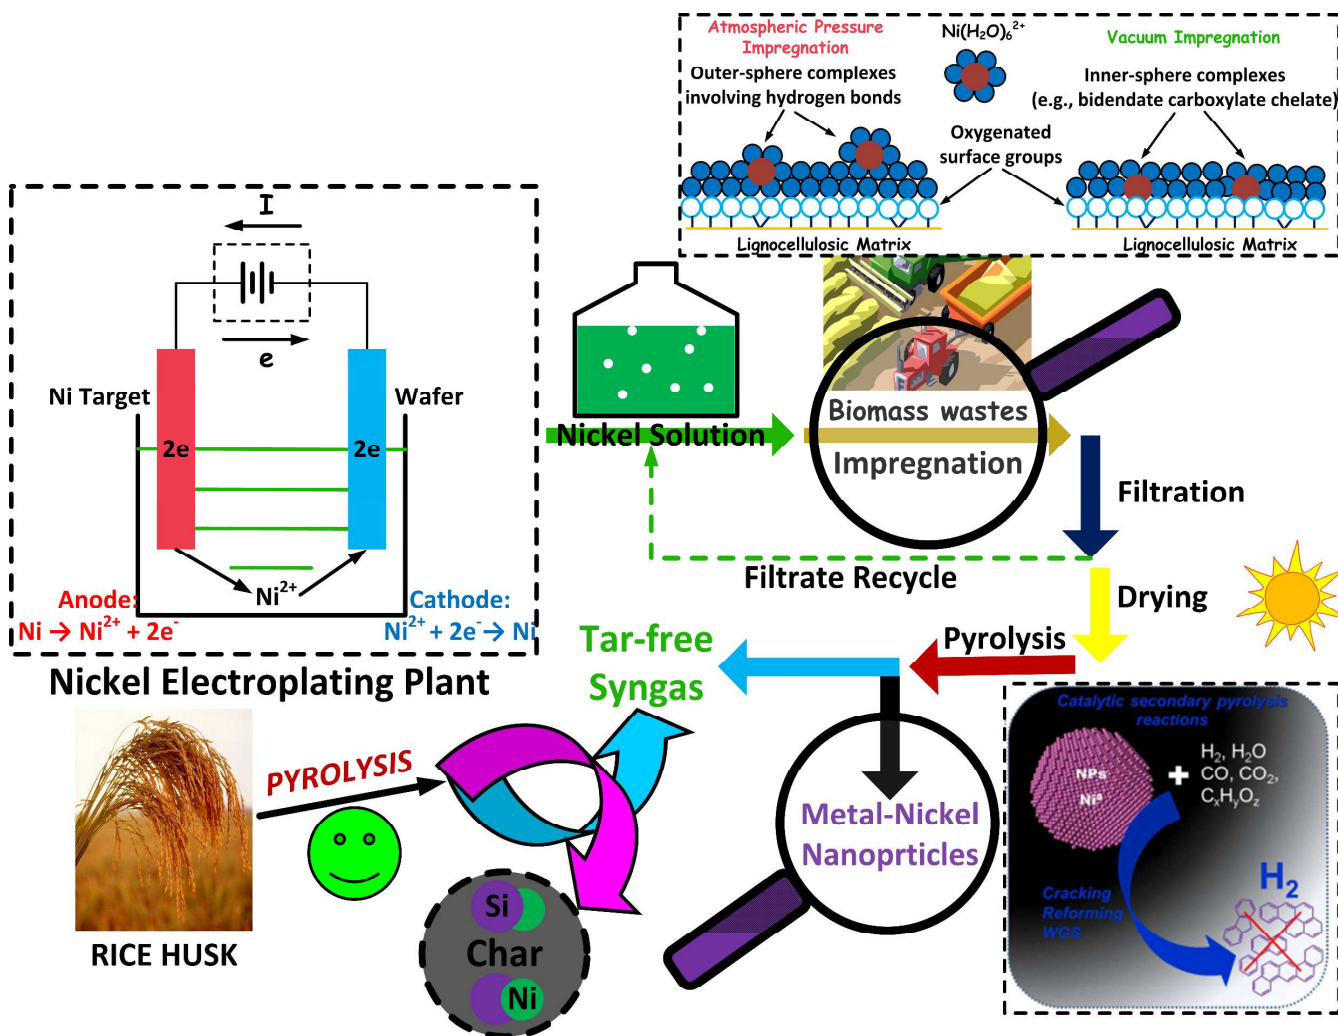 Atmospheric Pressure
Impregnation
Outer-sphere complexes
involving hydrogen bonds
Ni(H₂O)₆²⁺
Vacuum Impregnation
Inner-sphere complexes
(e.g., bidendate carboxylate chelate)
Oxygenated
surface groups
Lignocellulosic Matrix
Lignocellulosic Matrix
I
e
Ni Target
Wafer
2e
2e
Ni²⁺
Anode:
Ni → Ni²⁺ + 2e⁻
Cathode:
Ni²⁺ + 2e⁻→ Ni
Nickel Electroplating Plant
Nickel Solution
Biomass wastes
Impregnation
Filtration
Filtrate Recycle
Drying
Pyrolysis
Tar-free
Syngas
Metal-Nickel
Nanoprticles
Catalytic secondary pyrolysis
reactions
NPs
Ni⁰
+
H₂, H₂O
CO, CO₂,
CₓHᵧO_z
Cracking
Reforming
WGS
H₂
PYROLYSIS
RICE HUSK
Si
Char
Ni